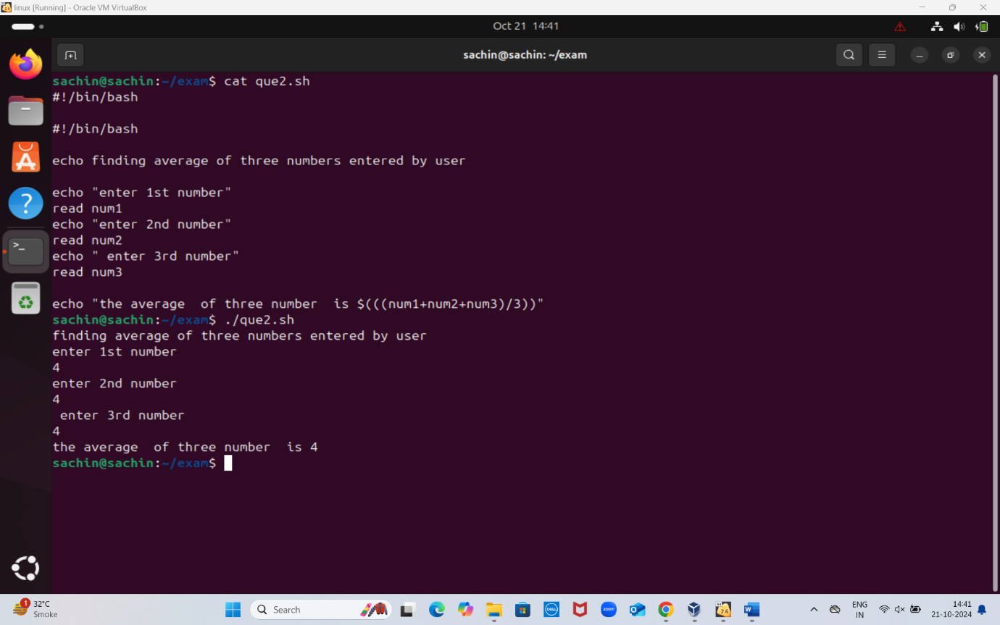 linux [Running] - Oracle VM VirtualBox
Oct 21 14:41
sachin@sachin: ~/exam
sachin@sachin:~/exam$ cat que2.sh
#!/bin/bash
#!/bin/bash
echo finding average of three numbers entered by user
echo "enter 1st number"
read num1
echo "enter 2nd number"
read num2
echo " enter 3rd number"
read num3
echo "the average  of three number  is $(((num1+num2+num3)/3))"
sachin@sachin:~/exam$ ./que2.sh
finding average of three numbers entered by user
enter 1st number
4
enter 2nd number
4
 enter 3rd number
4
the average  of three number  is 4
sachin@sachin:~/exam$
1
32°C
Smoke
Search
DELL
zoom
2.6
W
ENG
IN
14:41
21-10-2024